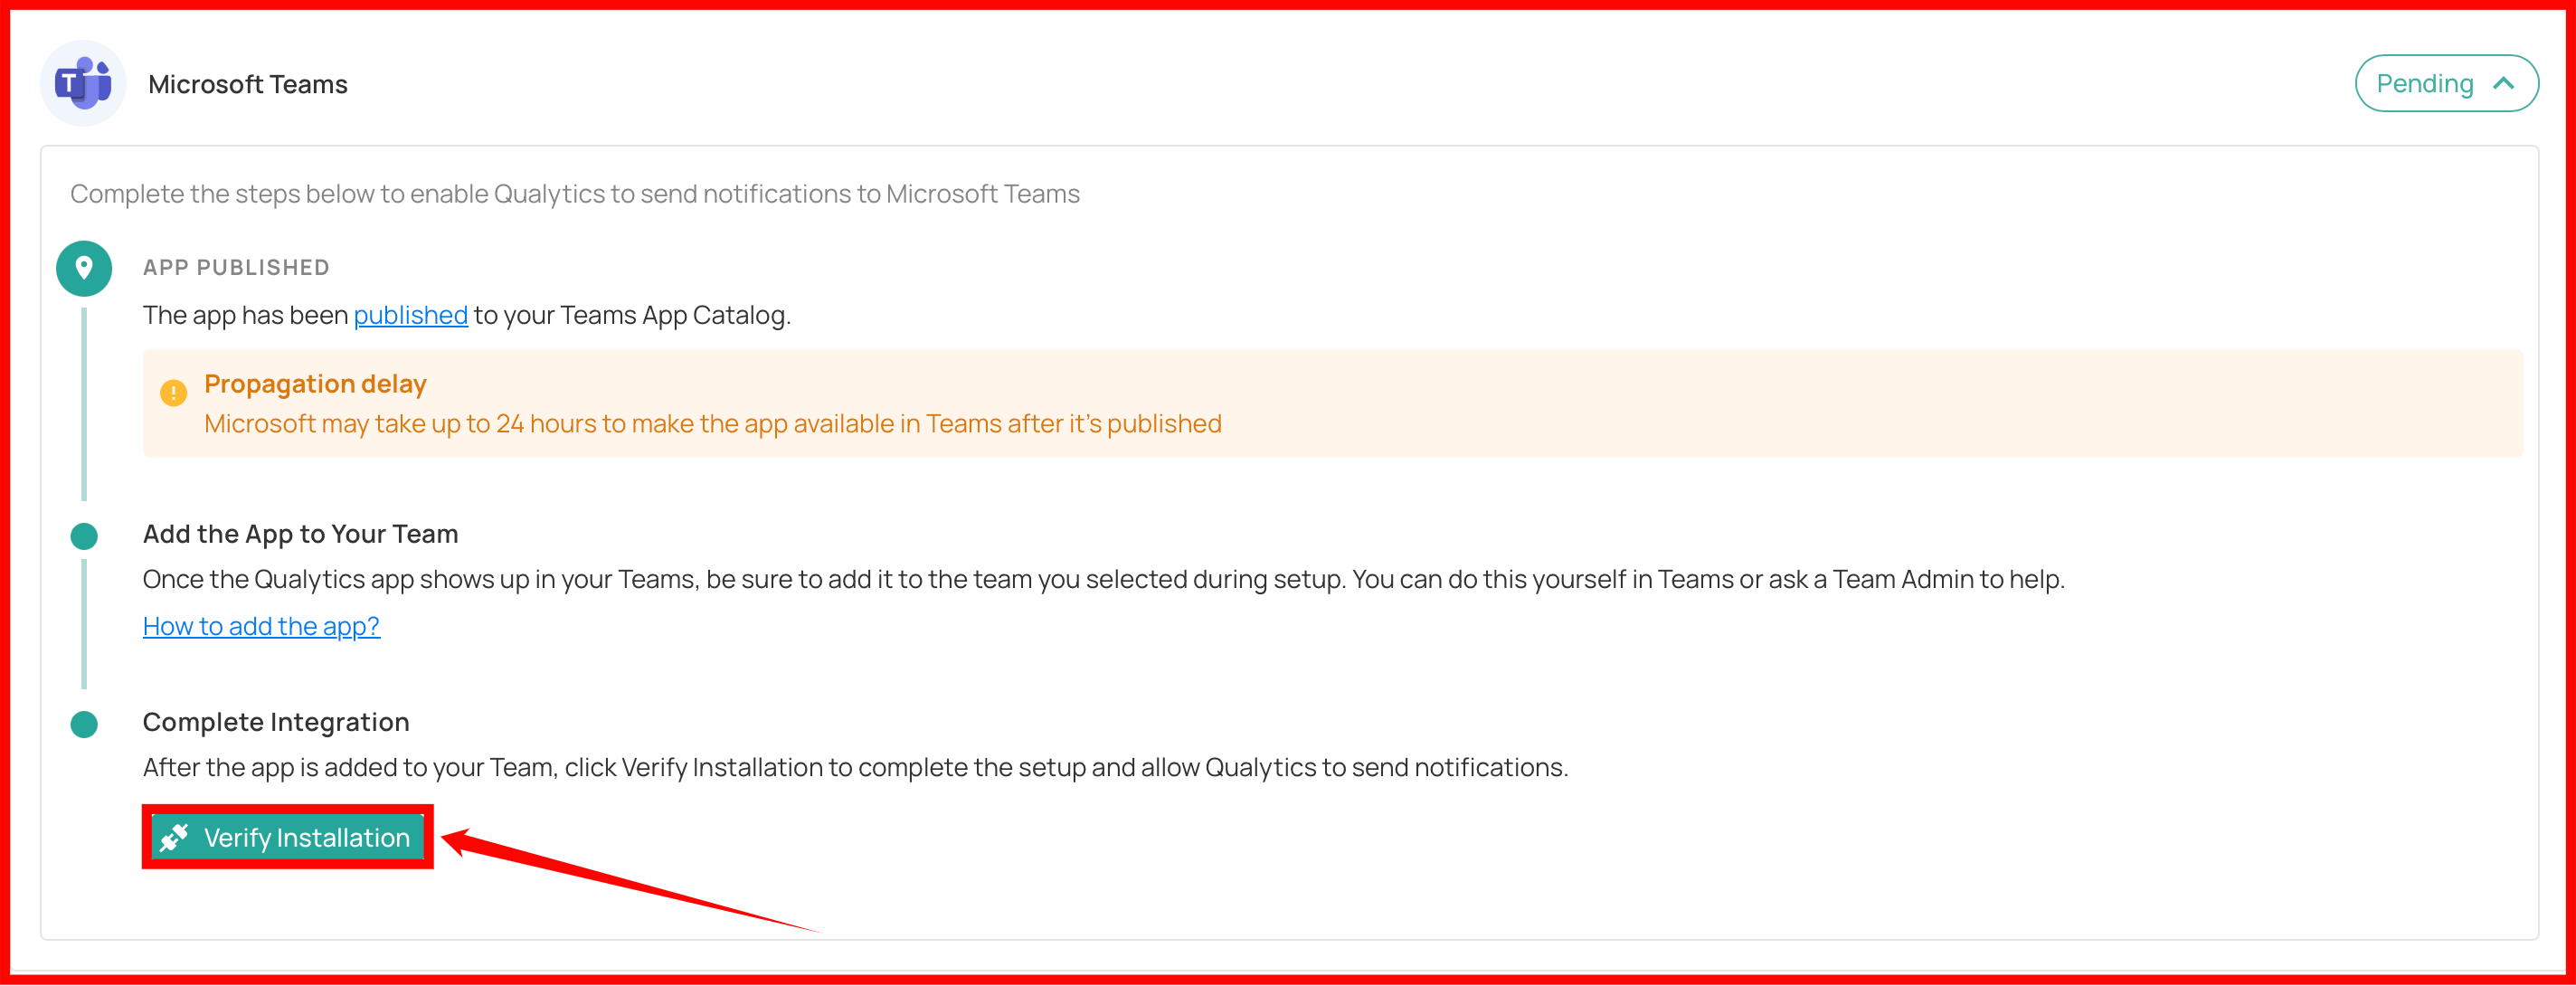 T
Microsoft Teams
Pending
Complete the steps below to enable Qualytics to send notifications to Microsoft Teams
APP PUBLISHED
The app has been published to your Teams App Catalog.
Propagation delay
Microsoft may take up to 24 hours to make the app available in Teams after it's published
Add the App to Your Team
Once the Qualytics app shows up in your Teams, be sure to add it to the team you selected during setup. You can do this yourself in Teams or ask a Team Admin to help.
How to add the app?
Complete Integration
After the app is added to your Team, click Verify Installation to complete the setup and allow Qualytics to send notifications.
Verify Installation